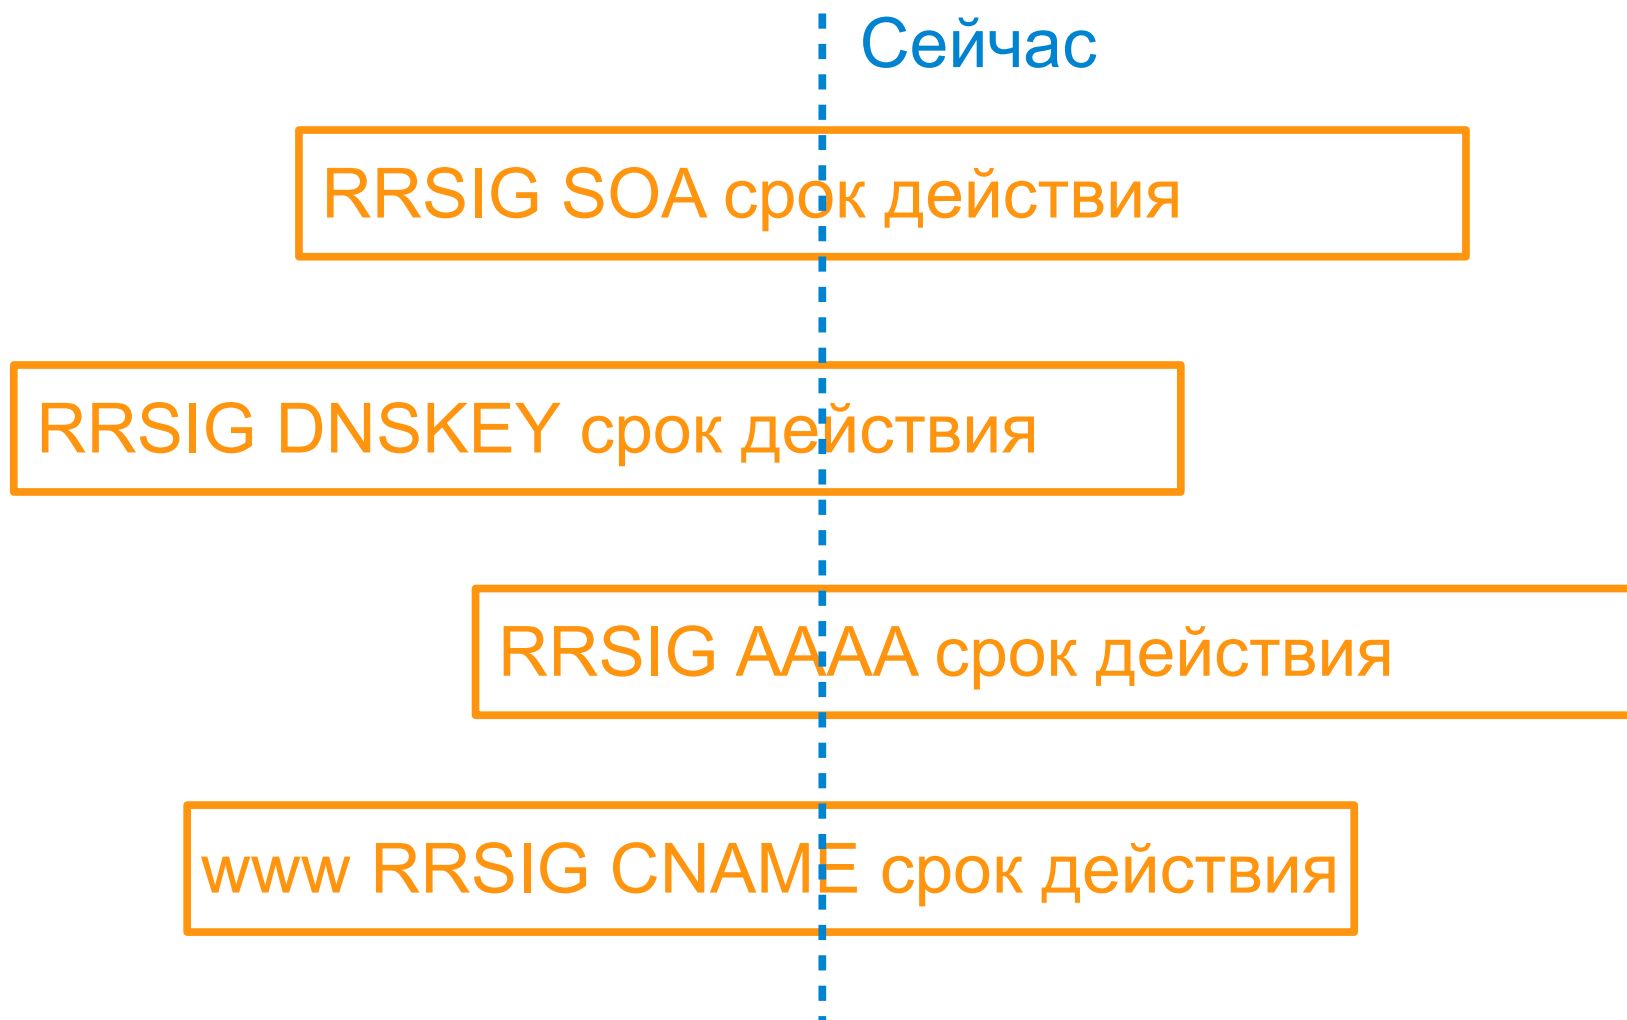 Сейчас
RRSIG SOA срок действия
RRSIG DNSKEY срок действия
RRSIG AAAA срок действия
www RRSIG CNAME срок действия